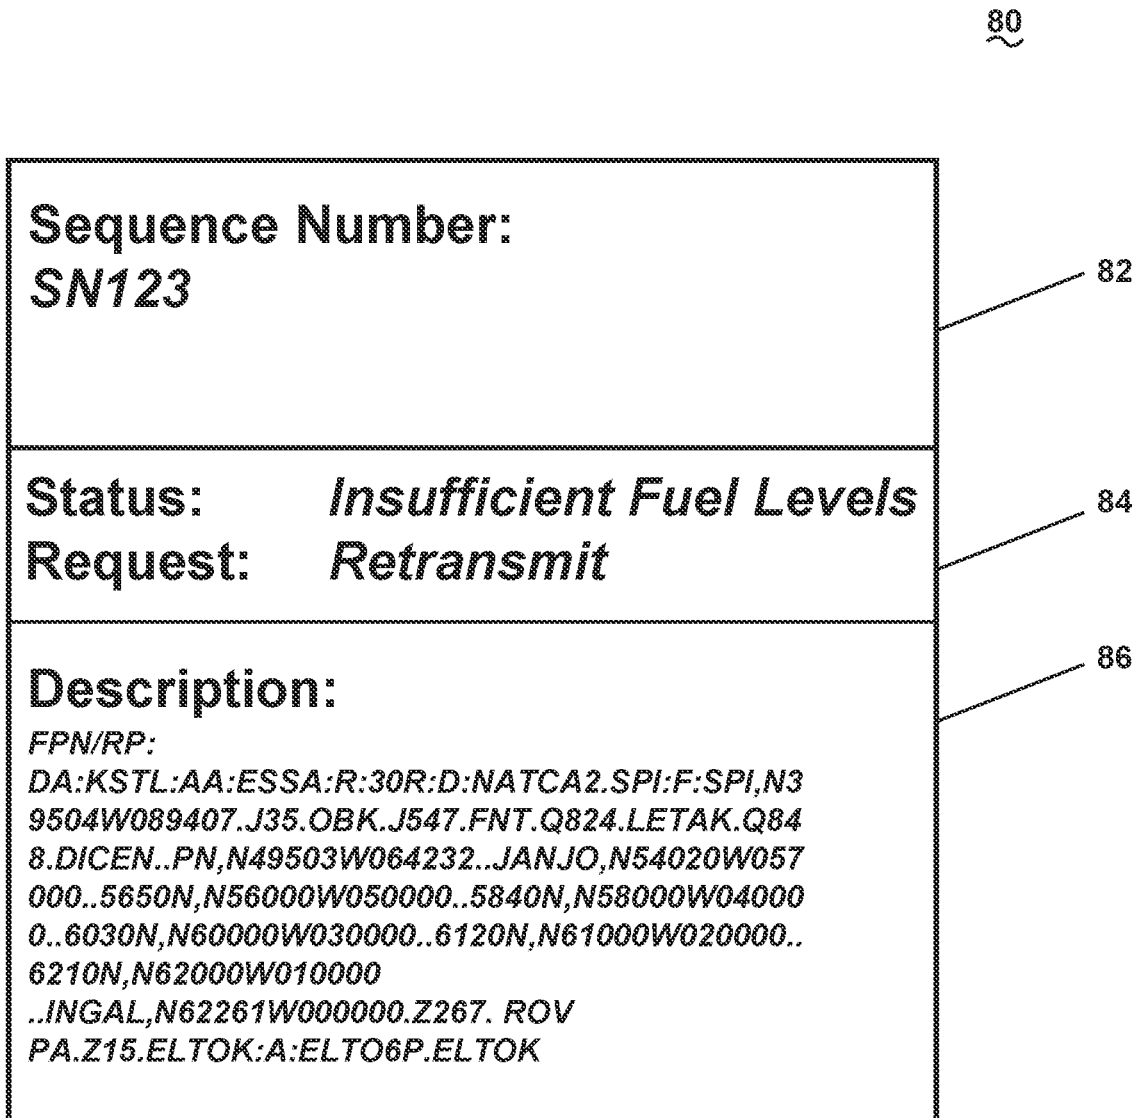 80
Sequence Number:
SN123
82
Status: Insufficient Fuel Levels
84
Request: Retransmit
86
Description:
FPN/RP:
DA:KSTL:AA:ESSA:R:30R:D:NATCA2.SPI:F:SPI,N3
9504W089407.J35.OBK.J547.FNT.Q824.LETAK.Q84
8.DICEN..PN,N49503W064232..JANJO,N54020W057
000..5650N,N56000W050000..5840N,N58000W04000
0..6030N,N60000W030000..6120N,N61000W020000..
6210N,N62000W010000
..INGAL,N62261W000000.Z267. ROV
PA.Z15.ELTOK:A:ELTO6P.ELTOK